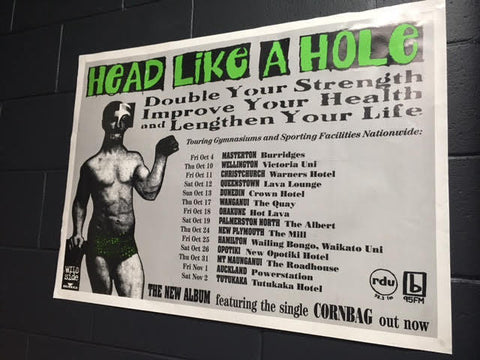 HEAD LIKE A HOLE
Double Your Strength
Improve Your Health
and Lengthen Your Life
Touring Gymnasiums and Sporting Facilities Nationwide:
Fri Oct 4 MASTERTON Burridges
Thu Oct 10 WELLINGTON Victoria Uni
Fri Oct 11 CHRISTCHURCH Warners Hotel
Sat Oct 12 QUEENSTOWN Lava Lounge
Sun Oct 13 DUNEDIN Crown Hotel
Thu Oct 17 WANGANUI The Quay
Fri Oct 18 OHAKUNE Hot Lava
Sat Oct 19 PALMERSTON NORTH The Albert
Thu Oct 24 NEW PLYMOUTH The Mill
Fri Oct 25 HAMILTON Wailing Bongo, Waikato Uni
Sat Oct 26 OPOTIKI New Opotiki Hotel
Thu Oct 31 MT MAUNGANUI The Roadhouse
Fri Nov 1 AUCKLAND Powerstation
Sat Nov 2 TUTUKAKA Tutukaka Hotel
WILD
SIDE
rdu
b
95FM
THE NEW ALBUM featuring the single CORNBAG out now